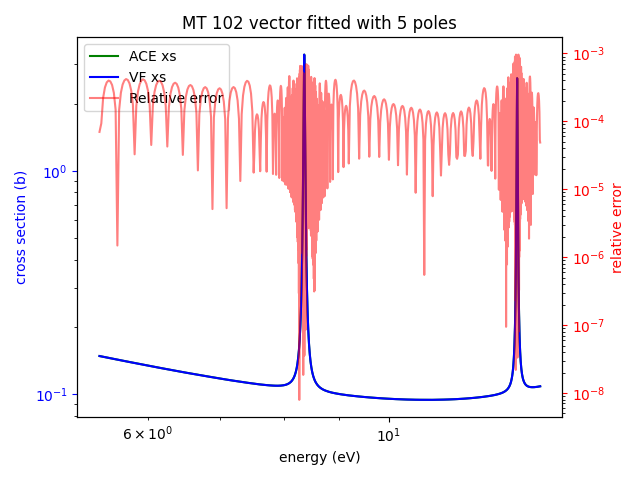 MT 102 vector fitted with 5 poles
ACE xs
VF xs
Relative error
cross section (b)
10⁰
10⁻¹
10⁻³
10⁻⁴
10⁻⁵
10⁻⁶
10⁻⁷
10⁻⁸
relative error
6 × 10⁰
10¹
energy (eV)